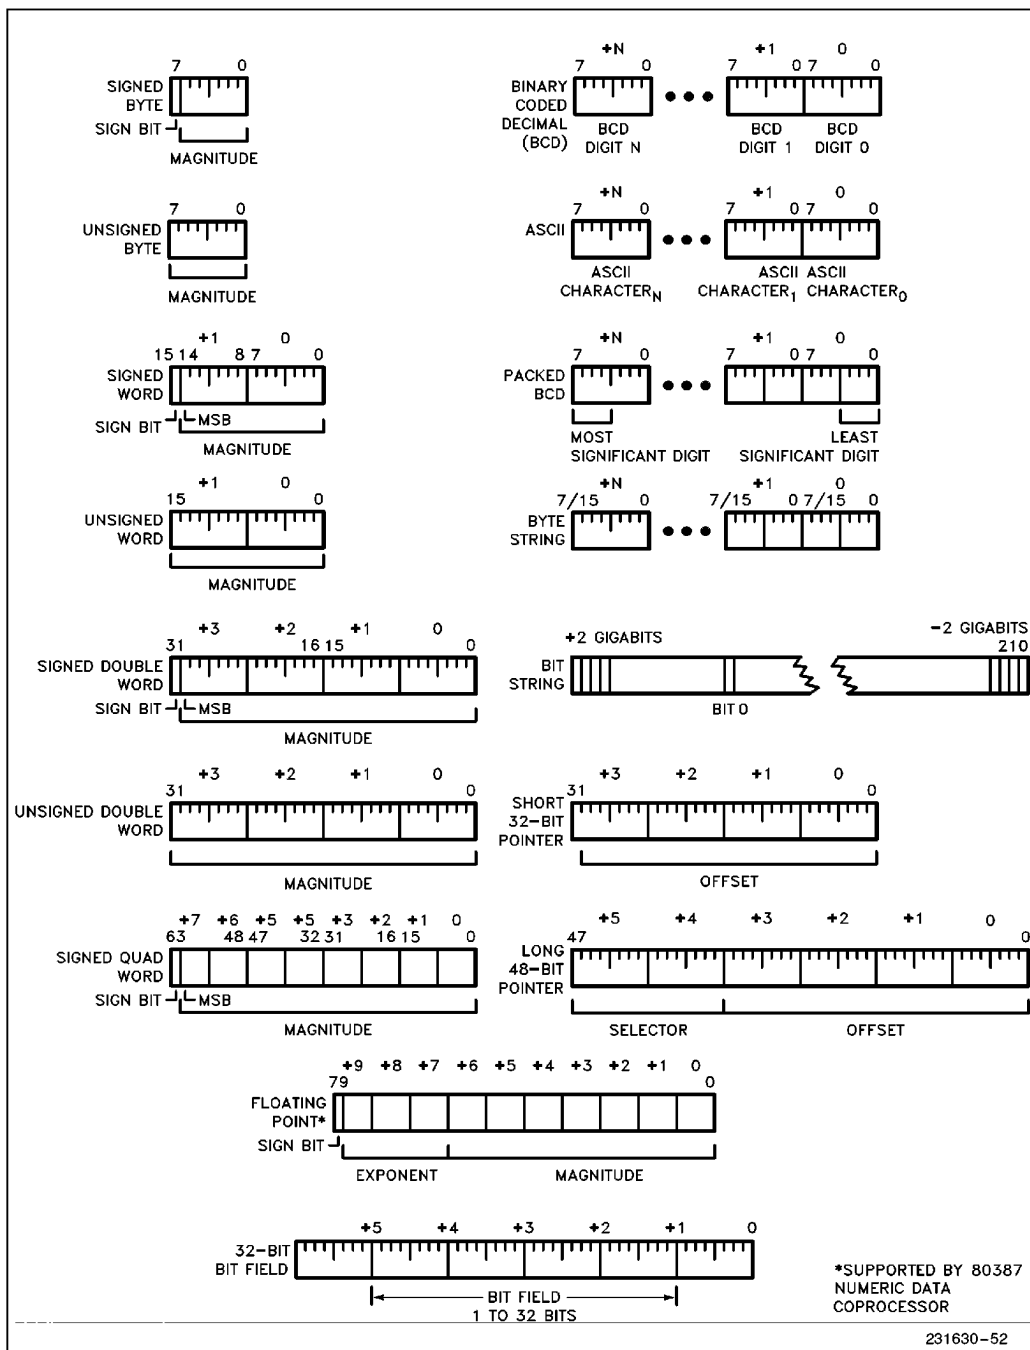 7 0
SIGNED
BYTE
SIGN BIT
MAGNITUDE
+N +1 0
7 0 7 0 7 0
BINARY
CODED
DECIMAL
(BCD)
BCD
DIGIT N
BCD
DIGIT 1
BCD
DIGIT 0
7 0
UNSIGNED
BYTE
MAGNITUDE
+N +1 0
7 0 7 0 7 0
ASCII
ASCII
CHARACTERN
ASCII
CHARACTER1
ASCII
CHARACTER0
+1 0
15 14 8 7 0
SIGNED
WORD
SIGN BIT
MSB
MAGNITUDE
+N +1 0
7 0 7 0 7 0
PACKED
BCD
MOST
SIGNIFICANT DIGIT
LEAST
SIGNIFICANT DIGIT
+1 0
15 0
UNSIGNED
WORD
MAGNITUDE
+N +1 0
7/15 0 7/15 0 7/15 0
BYTE
STRING
+3 +2 +1 0
31 16 15 0
SIGNED DOUBLE
WORD
SIGN BIT
MSB
MAGNITUDE
+2 GIGABITS -2 GIGABITS
210
BIT
STRING
BIT 0
+3 +2 +1 0
31 0
UNSIGNED DOUBLE
WORD
MAGNITUDE
+3 +2 +1 0
31 0
SHORT
32-BIT
POINTER
OFFSET
+7 +6 +5 +5 +3 +2 +1 0
63 48 47 32 31 16 15 0
SIGNED QUAD
WORD
SIGN BIT
MSB
MAGNITUDE
+5 +4 +3 +2 +1 0
47 0
LONG
48-BIT
POINTER
SELECTOR OFFSET
+9 +8 +7 +6 +5 +4 +3 +2 +1 0
79 0
FLOATING
POINT*
SIGN BIT
EXPONENT MAGNITUDE
+5 +4 +3 +2 +1 0
32-BIT
BIT FIELD
BIT FIELD
1 TO 32 BITS
*SUPPORTED BY 80387
NUMERIC DATA
COPROCESSOR
231630-52